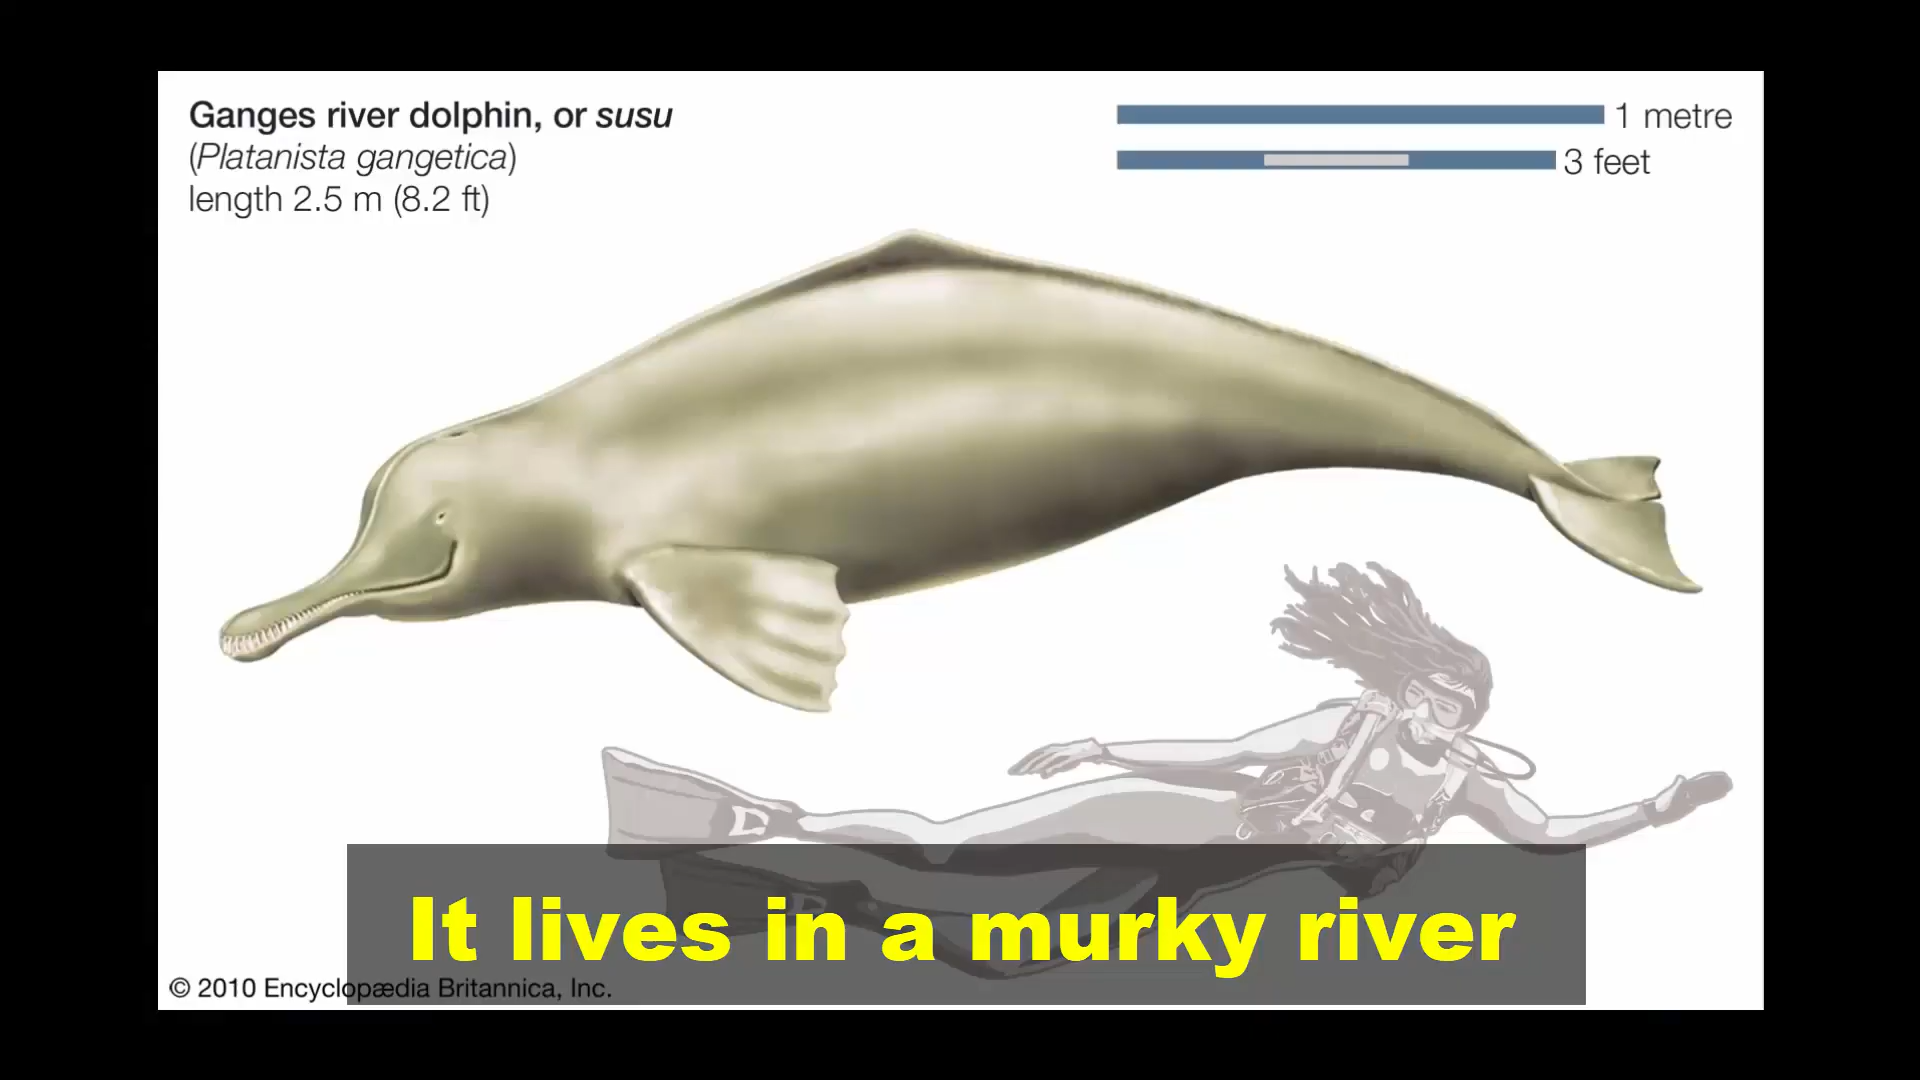 Ganges river dolphin, or susu
(Platanista gangetica)
length 2.5 m (8.2 ft)
1 metre
3 feet
It lives in a murky river
© 2010 Encyclopædia Britannica, Inc.